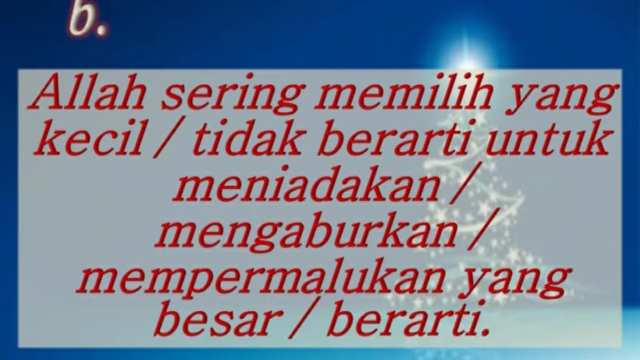 b.
Allah sering memilih yang
kecil / tidak berarti untuk
meniadakan /
mengaburkan /
mempermalukan yang
besar / berarti.